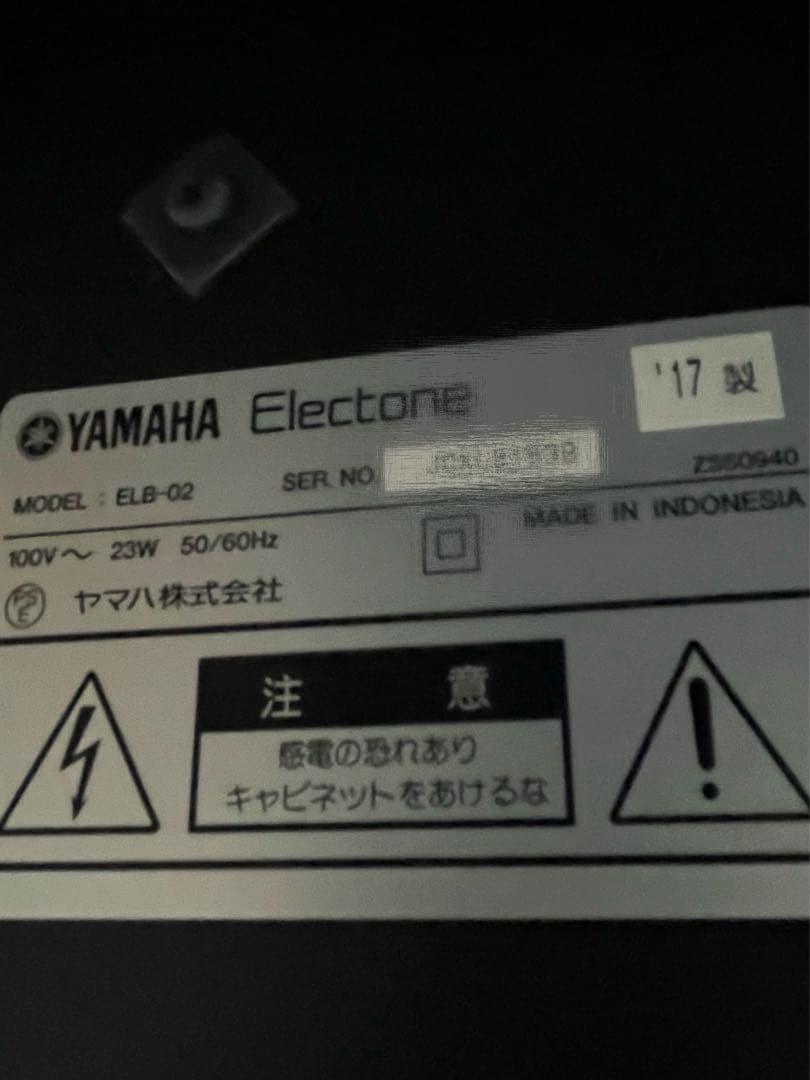 YAMAHA Electone '17 製
MODEL : ELB-02 SER. NO ZS50940
100V～ 23W 50/60Hz MADE IN INDONESIA
PS E ヤマハ株式会社
注 意
感電の恐れあり
キャビネットをあけるな